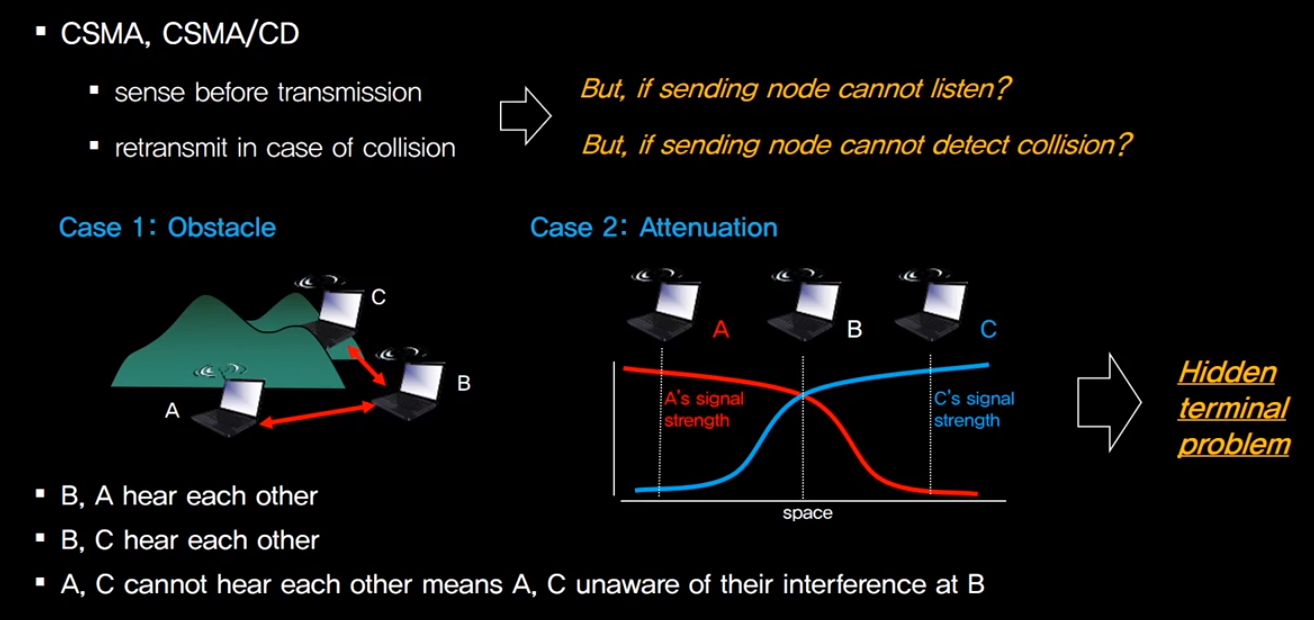 CSMA, CSMA/CD
sense before transmission
retransmit in case of collision
But, if sending node cannot listen?
But, if sending node cannot detect collision?
Case 1: Obstacle
C
B
A
Case 2: Attenuation
A
B
C
A's signal
strength
C's signal
strength
space
Hidden
terminal
problem
B, A hear each other
B, C hear each other
A, C cannot hear each other means A, C unaware of their interference at B